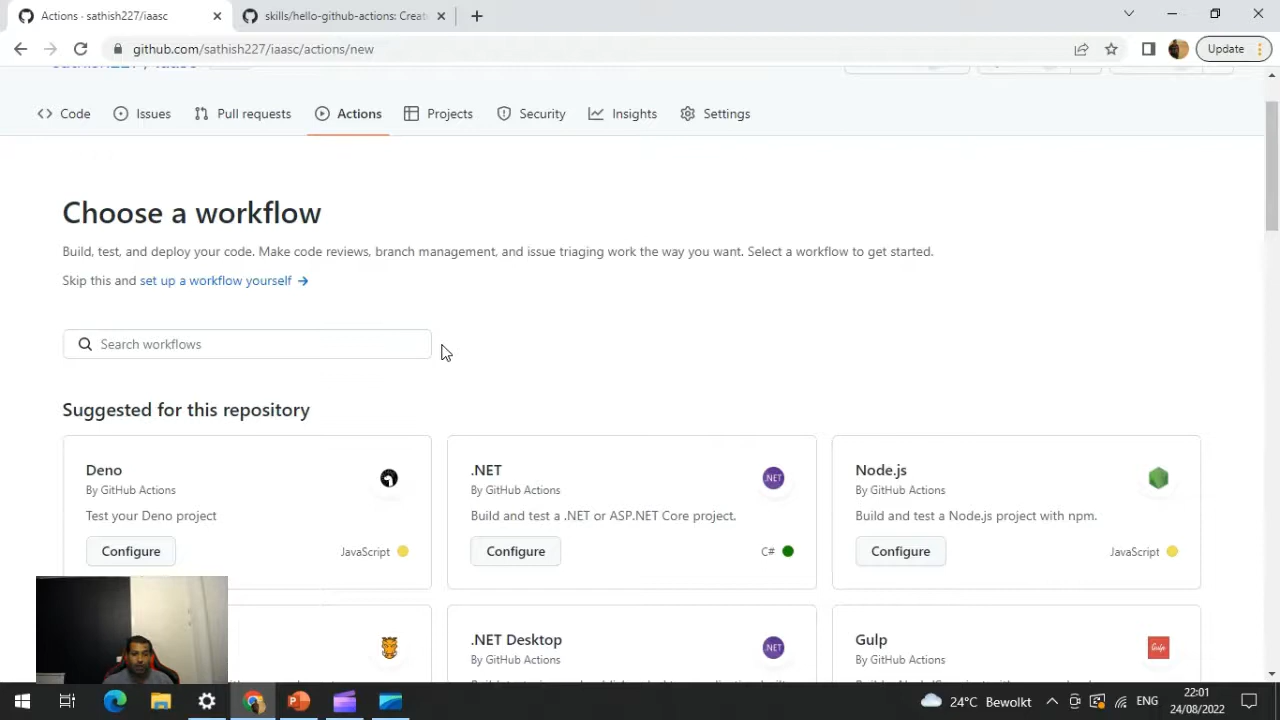 Actions · sathish227/iaasc
skills/hello-github-actions: Creat
github.com/sathish227/iaasc/actions/new
Update
Code
Issues
Pull requests
Actions
Projects
Security
Insights
Settings
Choose a workflow
Build, test, and deploy your code. Make code reviews, branch management, and issue triaging work the way you want. Select a workflow to get started.
Skip this and set up a workflow yourself →
Search workflows
Suggested for this repository
Deno
By GitHub Actions
Test your Deno project
Configure
JavaScript
.NET
By GitHub Actions
Build and test a .NET or ASP.NET Core project.
Configure
C#
Node.js
By GitHub Actions
Build and test a Node.js project with npm.
Configure
JavaScript
.NET Desktop
By GitHub Actions
Gulp
By GitHub Actions
24°C Bewolkt
ENG
22:01
24/08/2022